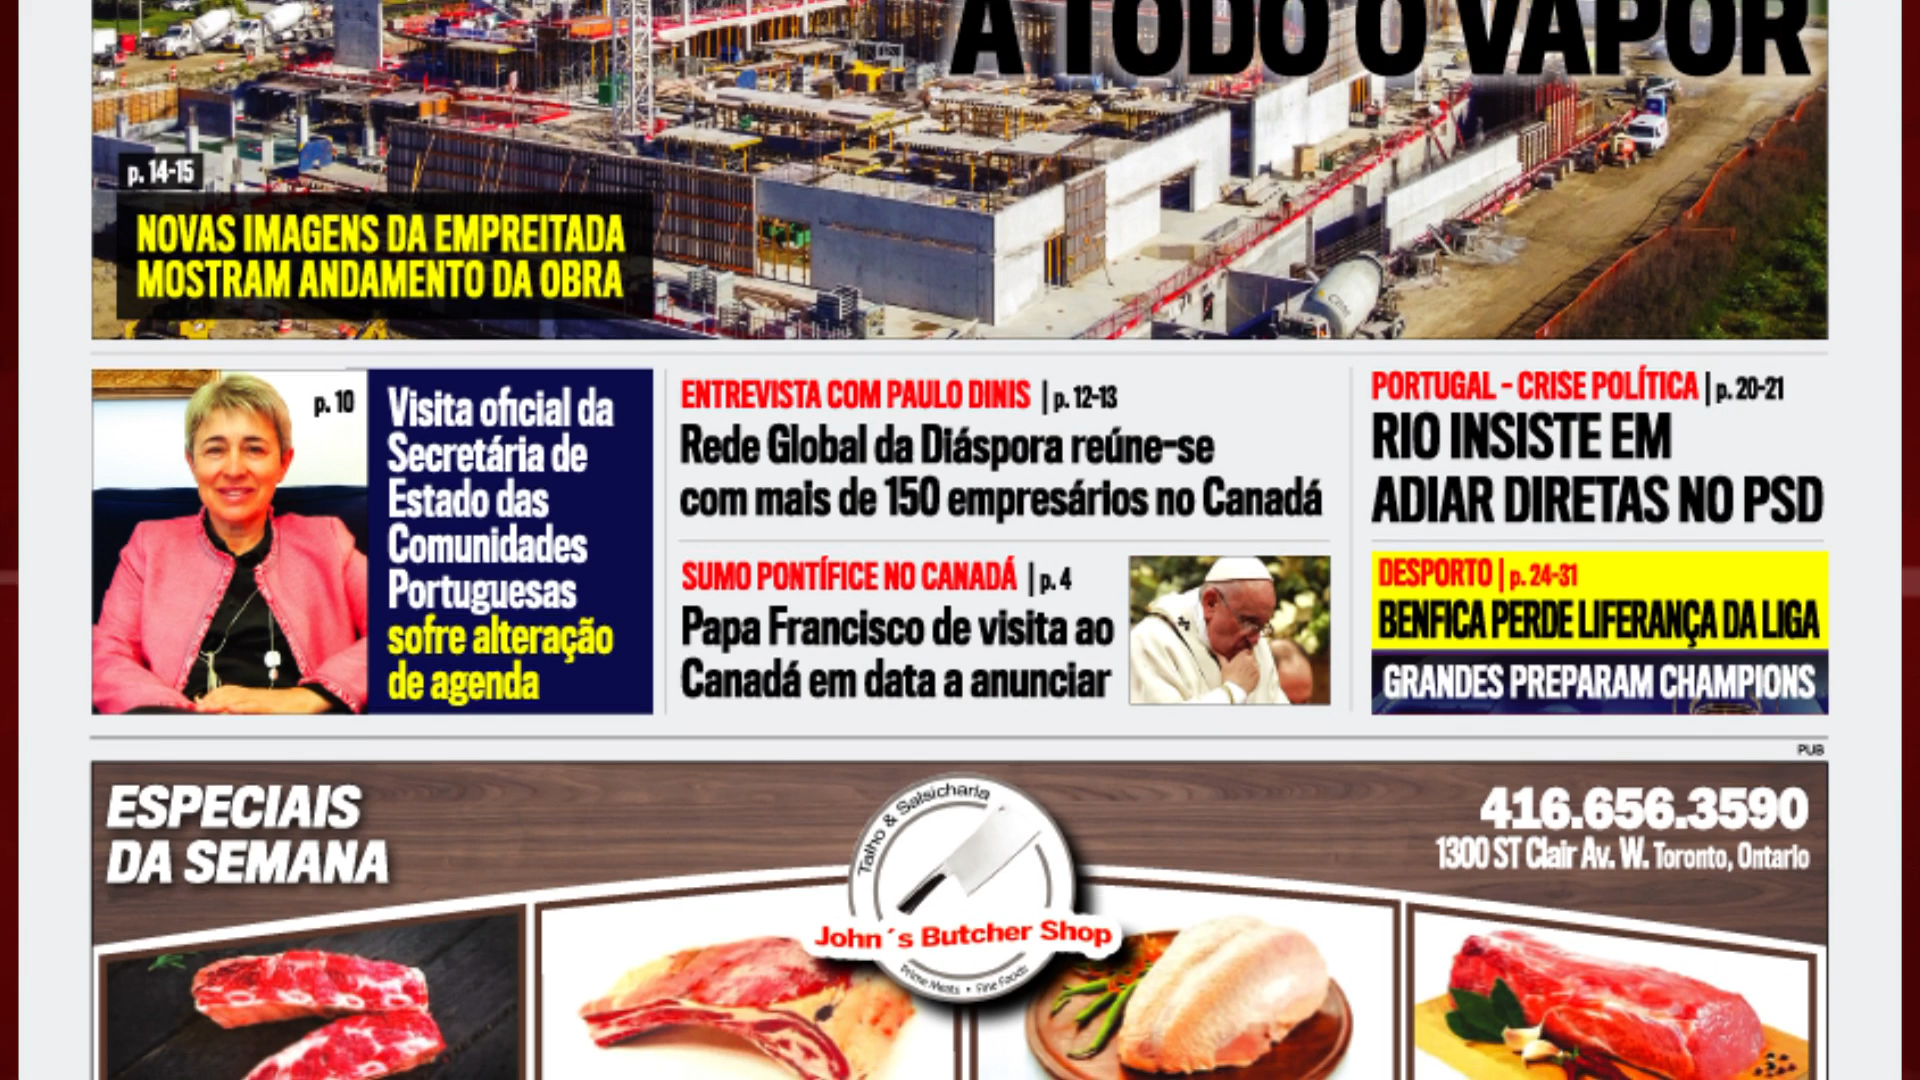 A TODO O VAPOR
p. 14-15
NOVAS IMAGENS DA EMPREITADA
MOSTRAM ANDAMENTO DA OBRA
p. 10
Visita oficial da
Secretária de
Estado das
Comunidades
Portuguesas
sofre alteração
de agenda
ENTREVISTA COM PAULO DINIS | p. 12-13
Rede Global da Diáspora reúne-se
com mais de 150 empresários no Canadá
SUMO PONTÍFICE NO CANADÁ | p. 4
Papa Francisco de visita ao
Canadá em data a anunciar
PORTUGAL - CRISE POLÍTICA | p. 20-21
RIO INSISTE EM
ADIAR DIRETAS NO PSD
DESPORTO | p. 24-31
BENFICA PERDE LIFERANÇA DA LIGA
GRANDES PREPARAM CHAMPIONS
PUB
ESPECIAIS
DA SEMANA
Talho & Salsicharia
John´s Butcher Shop
Prime Meats • Fine Foods
416.656.3590
1300 ST Clair Av. W. Toronto, Ontario